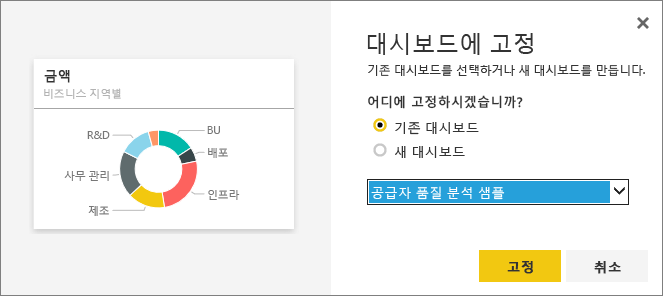 금액
비즈니스 지역별
R&D
BU
배포
사무 관리
인프라
제조
대시보드에 고정
기존 대시보드를 선택하거나 새 대시보드를 만듭니다.
어디에 고정하시겠습니까?
기존 대시보드
새 대시보드
공급자 품질 분석 샘플
고정
취소